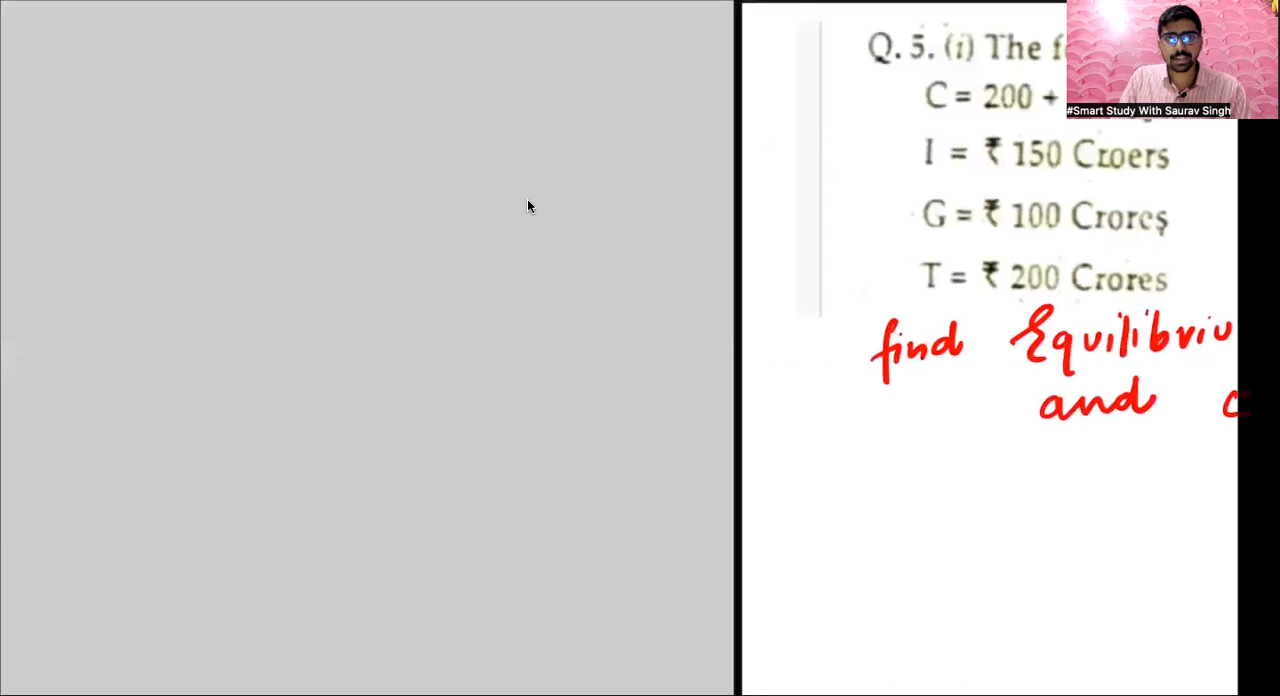 Q. 5. (i) The f
C = 200 +
#Smart Study With Saurav Singh
I = ₹ 150 Croers
G = ₹ 100 Crores
T = ₹ 200 Crores
find Equilibriu
and c